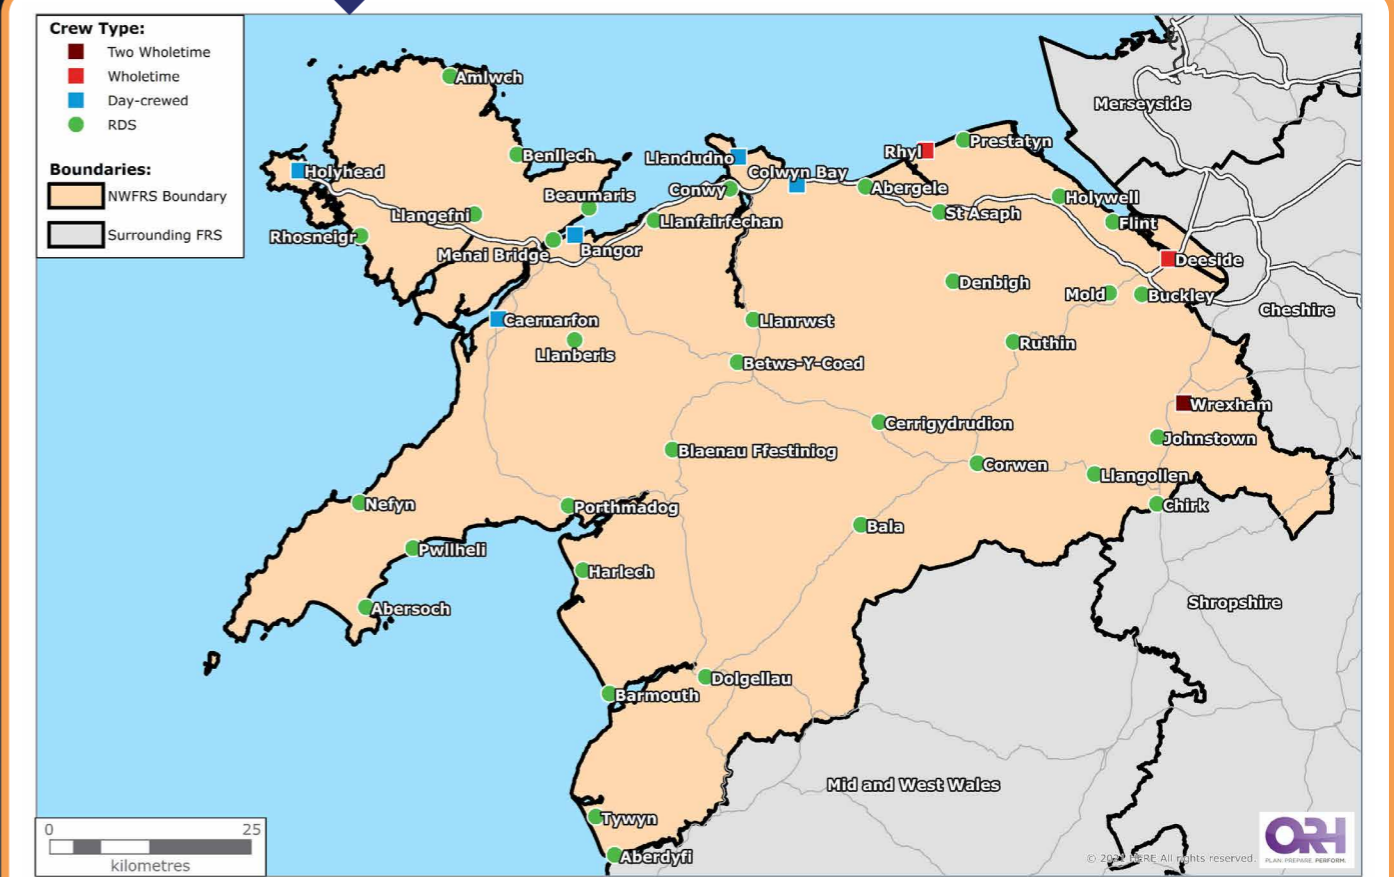 Crew Type:
Two Wholetime
Wholetime
Day-crewed
RDS
Boundaries:
NWFRS Boundary
Surrounding FRS
Amlwch
Merseyside
Prestatyn
Rhyl
Benllech
Llandudno
Colwyn Bay
Holyhead
Conwy
Abergele
Holywell
Beaumaris
Llangefni
Llanfairfechan
St Asaph
Flint
Rhosneigr
Menai Bridge
Bangor
Deeside
Denbigh
Mold
Buckley
Cheshire
Caernarfon
Llanrwst
Llanberis
Ruthin
Betws-Y-Coed
Wrexham
Cerrigydrudion
Johnstown
Blaenau Ffestiniog
Corwen
Llangollen
Nefyn
Porthmadog
Chirk
Bala
Pwllheli
Harlech
Shropshire
Abersoch
Dolgellau
Barmouth
Mid and West Wales
Tywyn
Aberdyfi
0 25
kilometres
© HERE All rights reserved.
ORH
PLAN. PREPARE. PERFORM.